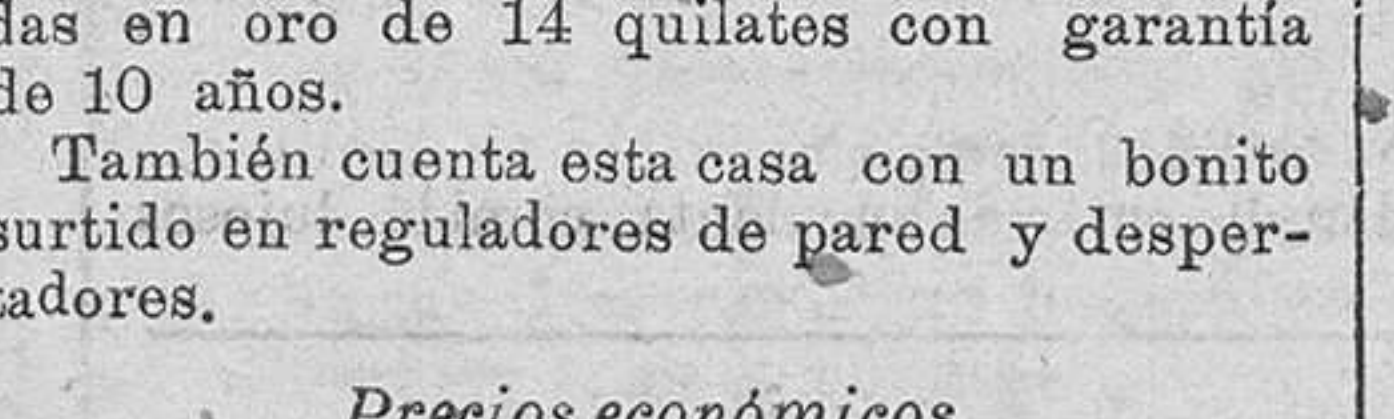 das en oro de 14 quilates con garantía
de 10 años.
También cuenta esta casa con un bonito
surtido en reguladores de pared y desper-
tadores.
Precios económicos